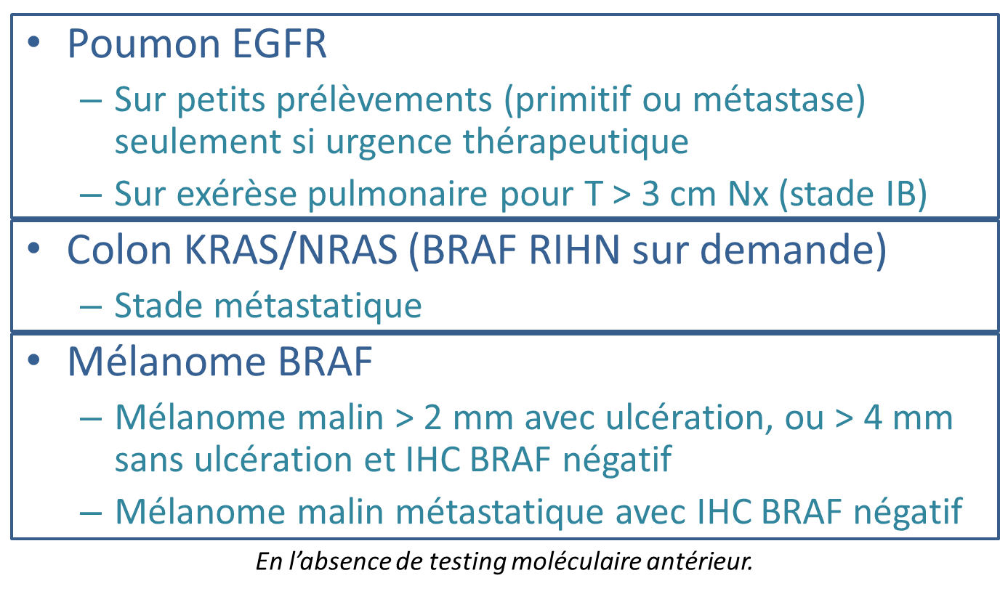 • Poumon EGFR
– Sur petits prélèvements (primitif ou métastase)
seulement si urgence thérapeutique
– Sur exérèse pulmonaire pour T > 3 cm Nx (stade IB)
• Colon KRAS/NRAS (BRAF RIHN sur demande)
– Stade métastatique
• Mélanome BRAF
– Mélanome malin > 2 mm avec ulcération, ou > 4 mm
sans ulcération et IHC BRAF négatif
– Mélanome malin métastatique avec IHC BRAF négatif
En l’absence de testing moléculaire antérieur.